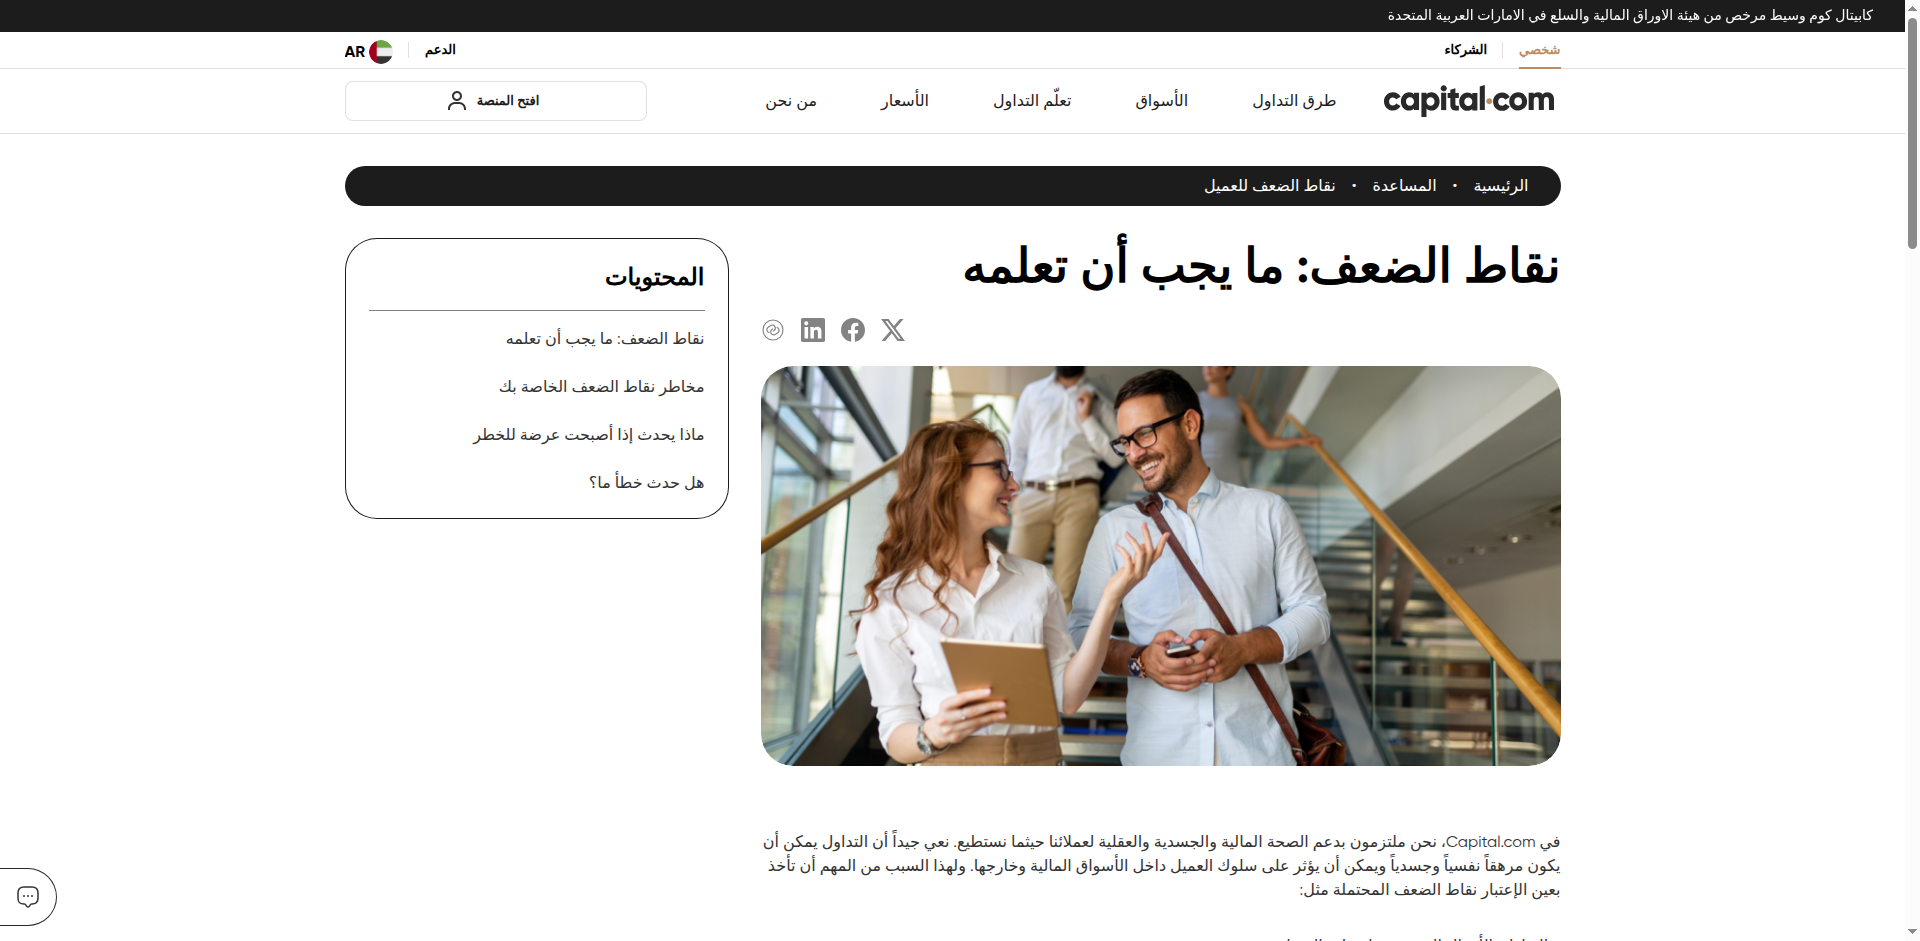 كابيتال كوم وسيط مرخص من هيئة الاوراق المالية والسلع في الامارات العربية المتحدة
شخصي
الشركاء
الدعم
AR
capital.com
طرق التداول
الأسواق
تعلّم التداول
الأسعار
من نحن
افتح المنصة
الرئيسية • المساعدة • نقاط الضعف للعميل
نقاط الضعف: ما يجب أن تعلمه
المحتويات
نقاط الضعف: ما يجب أن تعلمه
مخاطر نقاط الضعف الخاصة بك
ماذا يحدث إذا أصبحت عرضة للخطر
هل حدث خطأ ما؟
في Capital.com، نحن ملتزمون بدعم الصحة المالية والجسدية والعقلية لعملائنا حيثما نستطيع. نعي جيداً أن التداول يمكن أن
يكون مرهقاً نفسياً وجسدياً ويمكن أن يؤثر على سلوك العميل داخل الأسواق المالية وخارجها. ولهذا السبب من المهم أن تأخذ
بعين الإعتبار نقاط الضعف المحتملة مثل: